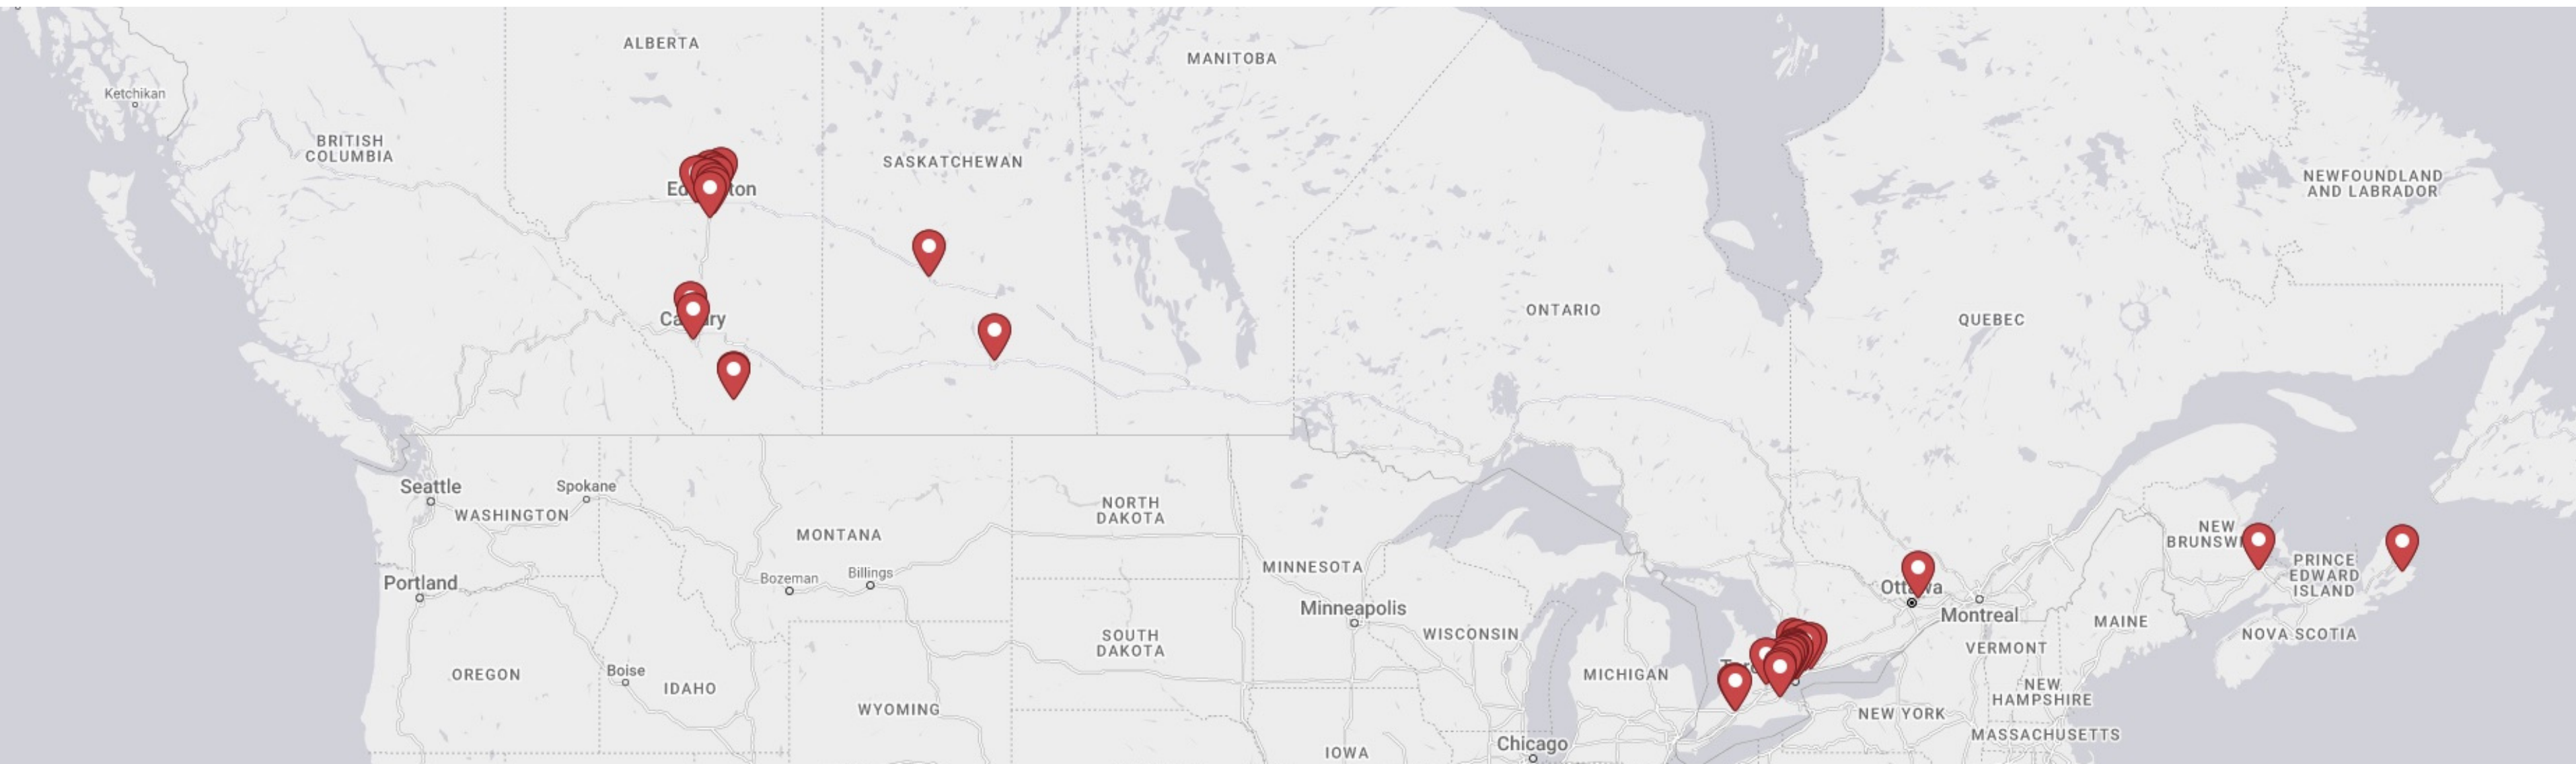 ALBERTA
MANITOBA
Ketchikan
BRITISH
COLUMBIA
SASKATCHEWAN
NEWFOUNDLAND
AND LABRADOR
ONTARIO
QUEBEC
Seattle
Spokane
WASHINGTON
NORTH
DAKOTA
MONTANA
NEW
PRINCE
EDWARD
ISLAND
MINNESOTA
Bozeman
Billings
Portland
Minneapolis
Montreal
MAINE
NOVA SCOTIA
WISCONSIN
SOUTH
DAKOTA
VERMONT
OREGON
Boise
IDAHO
MICHIGAN
NEW
HAMPSHIRE
WYOMING
NEW YORK
MASSACHUSETTS
IOWA
Chicago